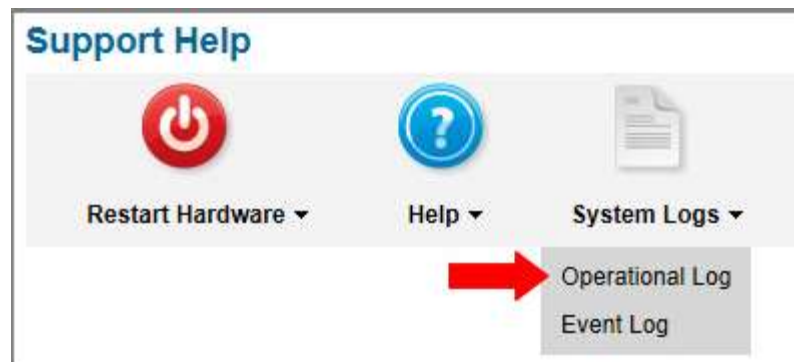 Support Help
Restart Hardware Help System Logs
Operational Log
Event Log